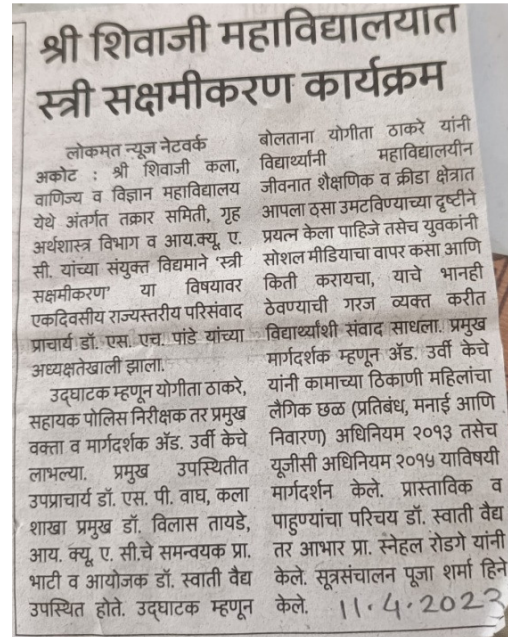 श्री शिवाजी महाविद्यालयात
स्त्री सक्षमीकरण कार्यक्रम
लोकमत न्यूज नेटवर्क
अकोट : श्री शिवाजी कला,
वाणिज्य व विज्ञान महाविद्यालय
येथे अंतर्गत तक्रार समिती, गृह
अर्थशास्त्र विभाग व आय.क्यू. ए.
सी. यांच्या संयुक्त विद्यमाने ‘स्त्री
सक्षमीकरण’ या विषयावर
एकदिवसीय राज्यस्तरीय परिसंवाद
प्राचार्य डॉ. एस. एच. पांडे यांच्या
अध्यक्षतेखाली झाला.
उद्घाटक म्हणून योगीता ठाकरे,
सहायक पोलिस निरीक्षक तर प्रमुख
वक्ता व मार्गदर्शक ॲड. उर्वी केचे
लाभल्या. प्रमुख उपस्थितीत
उपप्राचार्य डॉ. एस. पी. वाघ, कला
शाखा प्रमुख डॉ. विलास तायडे,
आय. क्यू. ए. सी.चे समन्वयक प्रा.
भाटी व आयोजक डॉ. स्वाती वैद्य
उपस्थित होते. उद्घाटक म्हणून
बोलताना योगीता ठाकरे यांनी
विद्यार्थ्यांनी महाविद्यालयीन
जीवनात शैक्षणिक व क्रीडा क्षेत्रात
आपला ठसा उमटविण्याच्या दृष्टीने
प्रयत्न केला पाहिजे तसेच युवकांनी
सोशल मीडियाचा वापर कसा आणि
किती करायचा, याचे भानही
ठेवण्याची गरज व्यक्त करीत
विद्यार्थ्यांशी संवाद साधला. प्रमुख
मार्गदर्शक म्हणून ॲड. उर्वी केचे
यांनी कामाच्या ठिकाणी महिलांचा
लैगिक छळ (प्रतिबंध, मनाई आणि
निवारण) अधिनियम २०१३ तसेच
यूजीसी अधिनियम २०१५ याविषयी
मार्गदर्शन केले. प्रास्ताविक व
पाहुण्यांचा परिचय डॉ. स्वाती वैद्य
तर आभार प्रा. स्नेहल रोडगे यांनी
केले. सूत्रसंचालन पूजा शर्मा हिने
केले. 11.4.2023